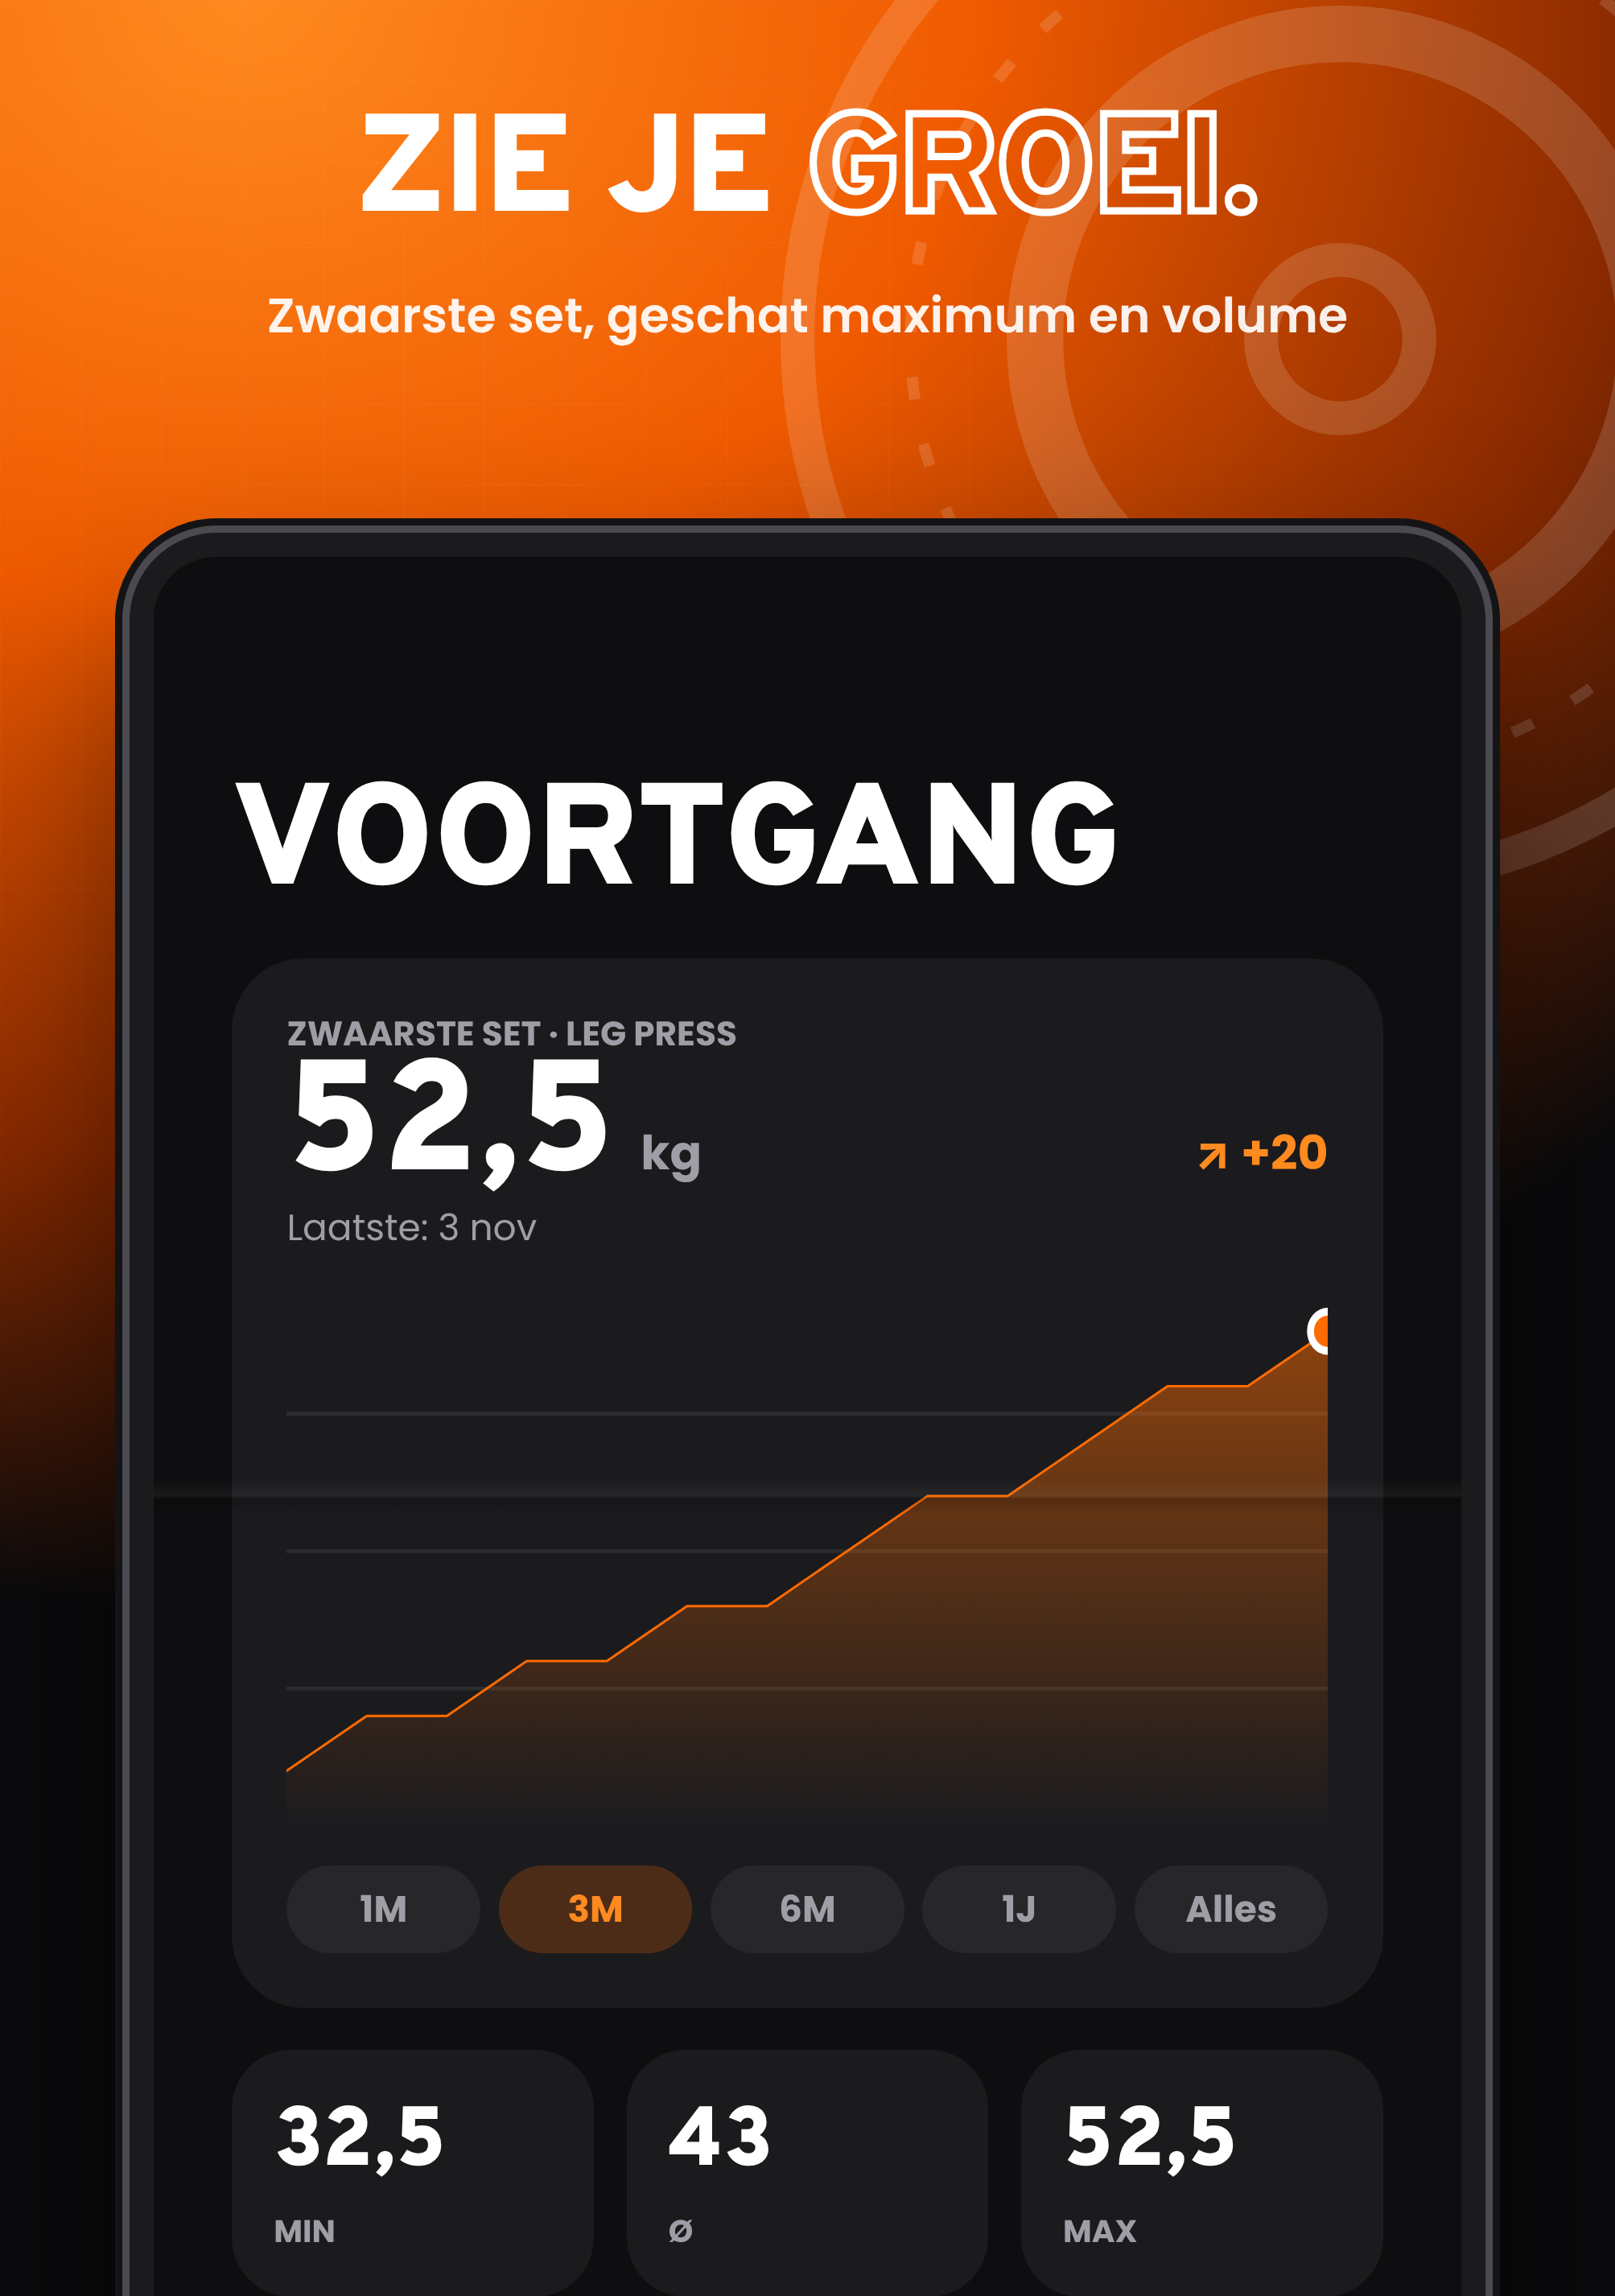 ZIE JE GROEI.
Zwaarste set, geschat maximum en volume
VOORTGANG
ZWAARSTE SET · LEG PRESS
52,5 kg ↗ +20
Laatste: 3 nov
1M 3M 6M 1J Alles
32,5 43 52,5
MIN Ø MAX